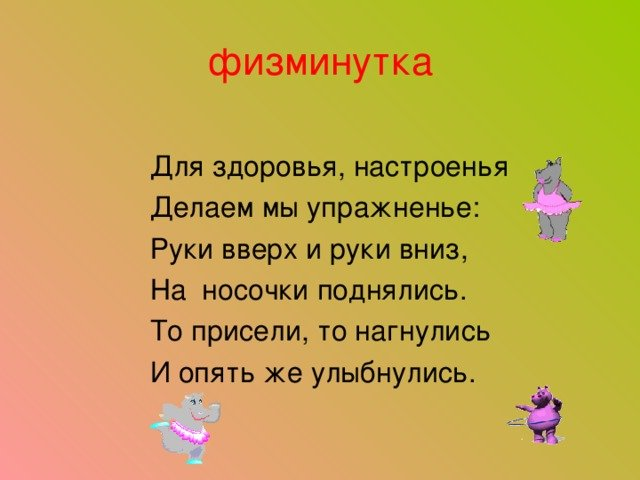 физминутка
Для здоровья, настроенья
Делаем мы упражненье:
Руки вверх и руки вниз,
На  носочки поднялись.
То присели, то нагнулись
И опять же улыбнулись.